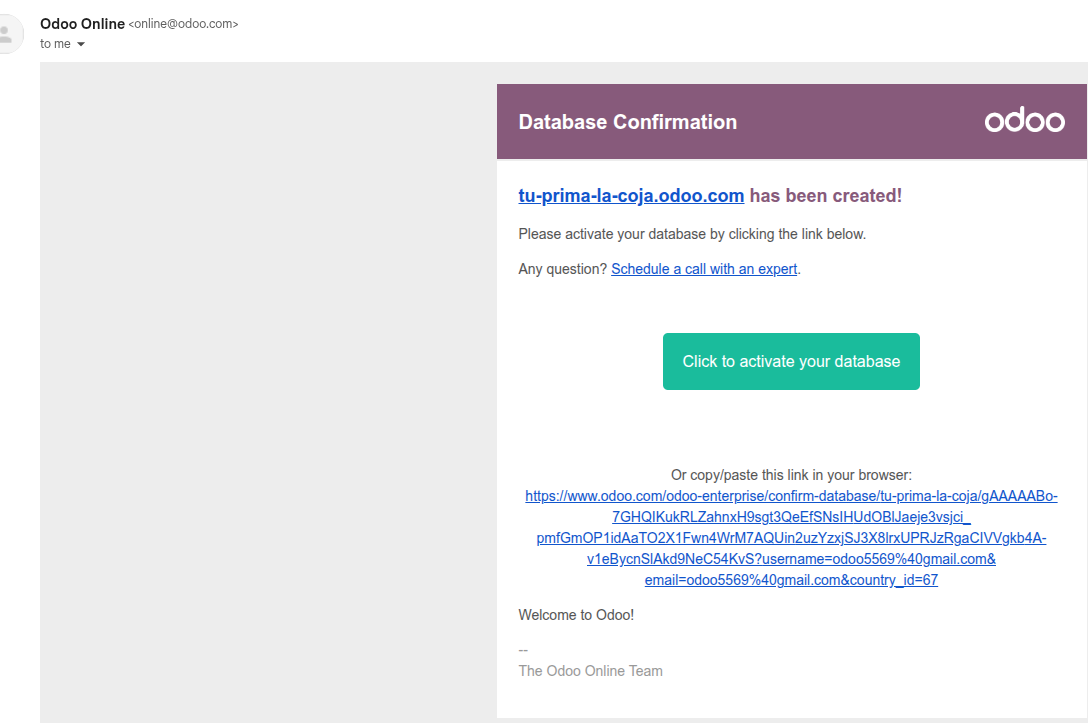 Odoo Online <online@odoo.com>
to me
Database Confirmation
odoo
tu-prima-la-coja.odoo.com has been created!
Please activate your database by clicking the link below.
Any question? Schedule a call with an expert.
Click to activate your database
Or copy/paste this link in your browser:
https://www.odoo.com/odoo-enterprise/confirm-database/tu-prima-la-coja/gAAAAABo-
7GHQIKukRLZahnxH9sgt3QeEfSNsIHUdOBlJaeje3vsjci_
pmfGmOP1idAaTO2X1Fwn4WrM7AQUin2uzYzxjSJ3X8lrxUPRJzRgaCIVVgkb4A-
v1eBycnSlAkd9NeC54KvS?username=odoo5569%40gmail.com&
email=odoo5569%40gmail.com&country_id=67
Welcome to Odoo!
--
The Odoo Online Team